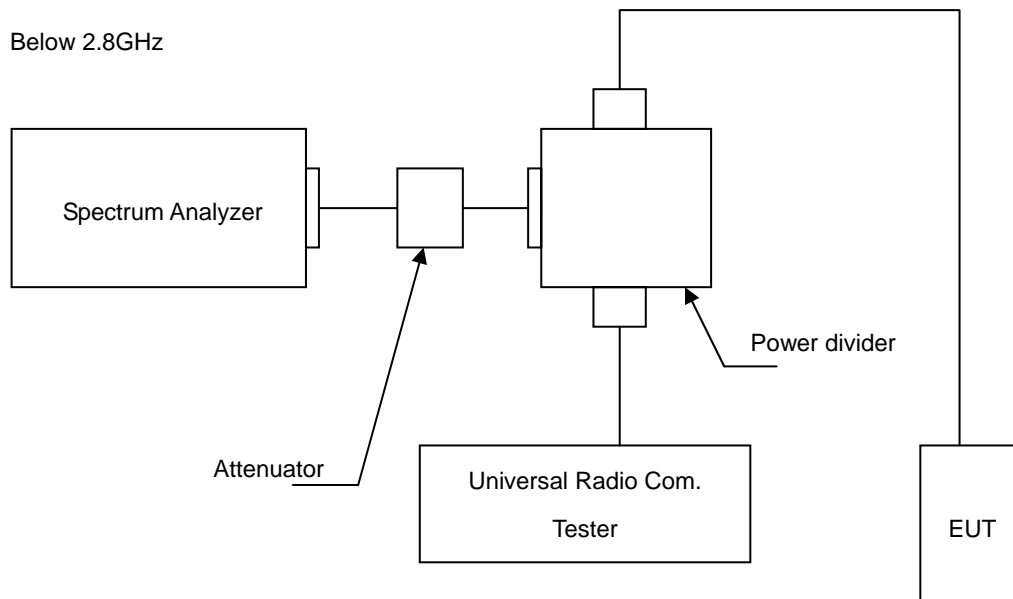 Below 2.8GHz
Spectrum Analyzer
Power divider
Attenuator
Universal Radio Com.
Tester
EUT